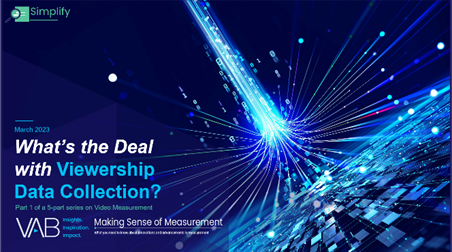 Simplify
March 2023
What's the Deal
with Viewership
Data Collection?
Part 1 of a 5-part series on Video Measurement
VAB Insights.
Inspiration.
Impact.
Making Sense of Measurement